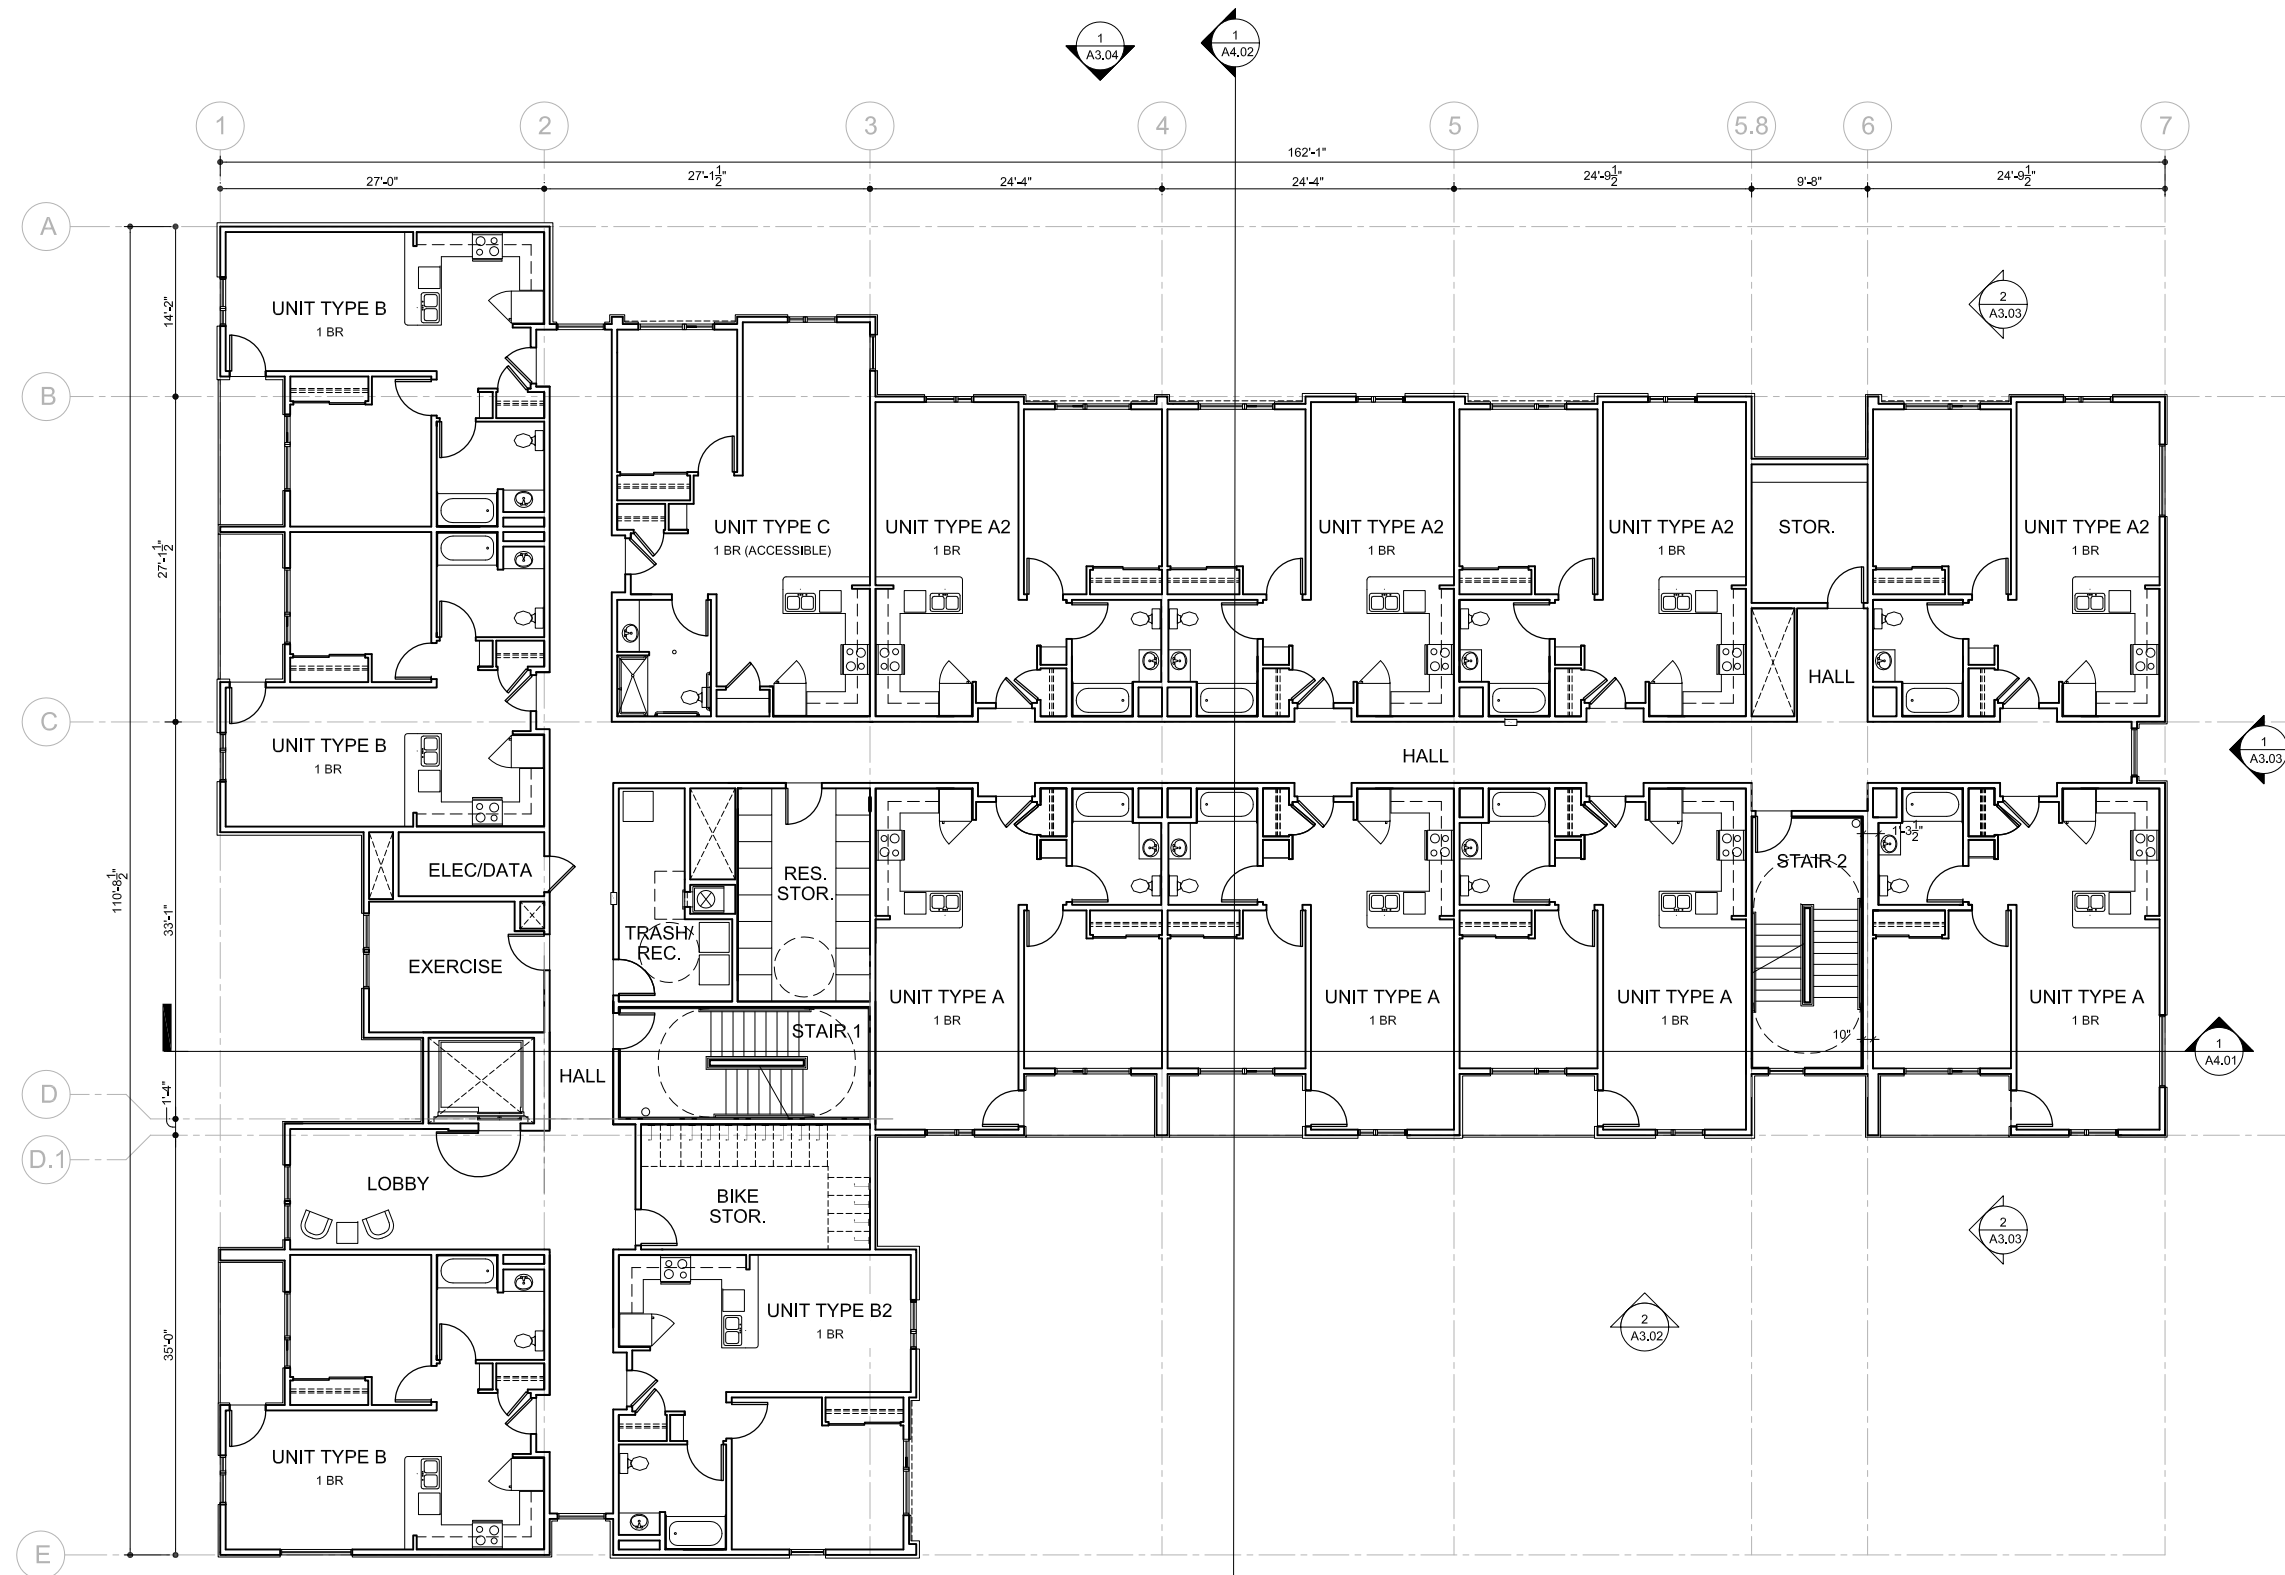 1
A3.04
1
A4.02
1
2
3
4
5
5.8
6
7
162'-1"
27'-0"
27'-1 1/2"
24'-4"
24'-4"
24'-9 1/2"
9'-8"
24'-9 1/2"
A
B
C
D
D.1
E
110'-8 1/2"
14'-2"
27'-1 1/2"
33'-1"
1'-4"
35'-0"
2
A3.03
UNIT TYPE B
1 BR
UNIT TYPE C
1 BR (ACCESSIBLE)
UNIT TYPE A2
1 BR
UNIT TYPE A2
1 BR
UNIT TYPE A2
1 BR
STOR.
UNIT TYPE A2
1 BR
HALL
UNIT TYPE B
1 BR
HALL
1
A3.03
ELEC/DATA
RES.
STOR.
STAIR 2
1'-3 1/2"
TRASH/
REC.
EXERCISE
UNIT TYPE A
1 BR
UNIT TYPE A
1 BR
UNIT TYPE A
1 BR
UNIT TYPE A
1 BR
STAIR 1
10"
1
A4.01
HALL
LOBBY
BIKE
STOR.
2
A3.03
UNIT TYPE B2
1 BR
2
A3.02
UNIT TYPE B
1 BR